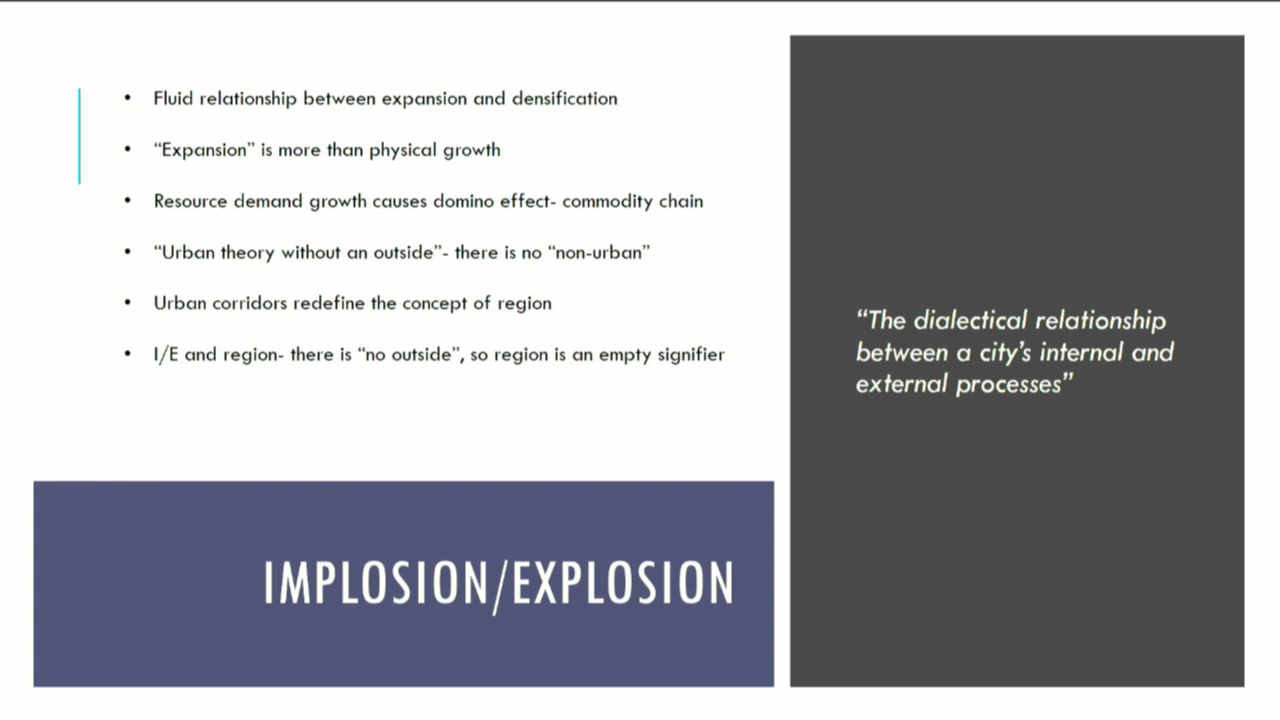 • Fluid relationship between expansion and densification
• “Expansion” is more than physical growth
• Resource demand growth causes domino effect- commodity chain
• “Urban theory without an outside”- there is no “non-urban”
• Urban corridors redefine the concept of region
• I/E and region- there is “no outside”, so region is an empty signifier
“The dialectical relationship
between a city’s internal and
external processes”
IMPLOSION/EXPLOSION